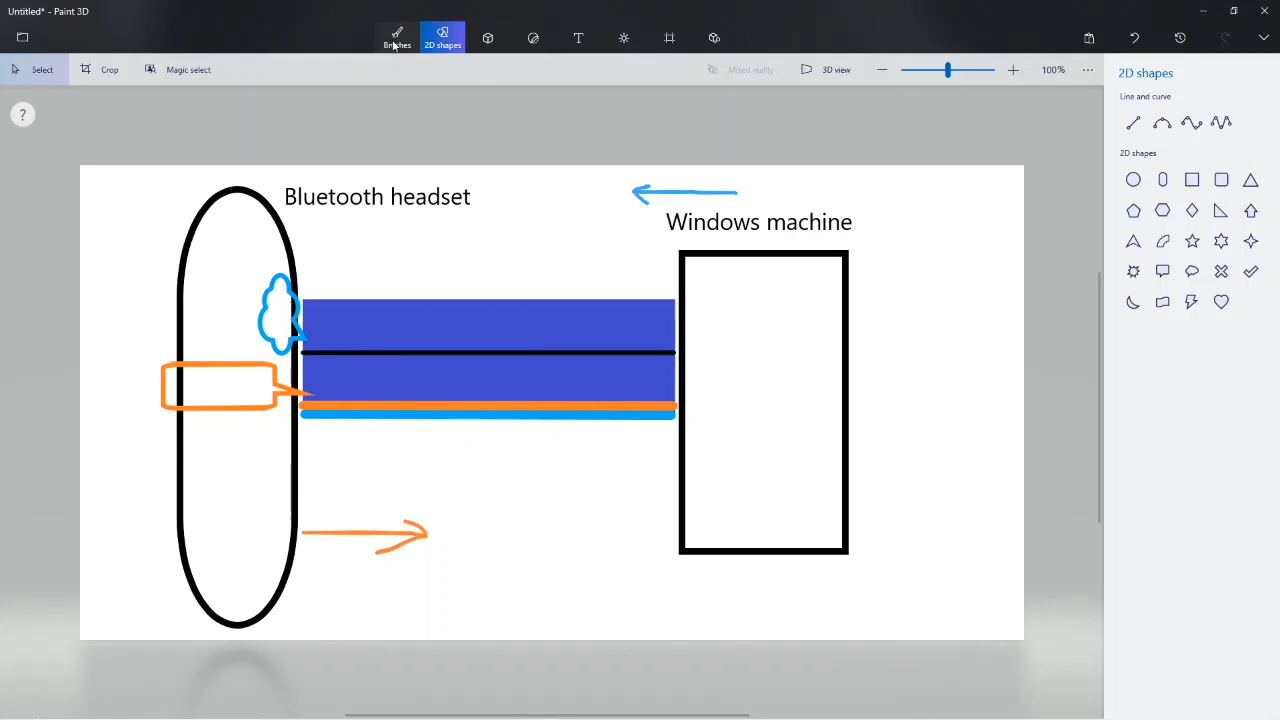 Untitled* - Paint 3D
Brushes
2D shapes
Select
Crop
Magic select
Mixed reality
3D view
100%
2D shapes
Line and curve
2D shapes
?
Bluetooth headset
Windows machine